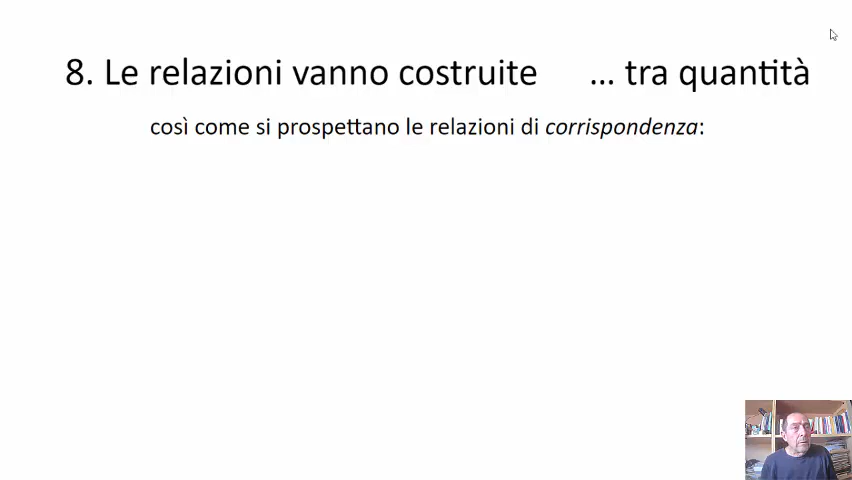 8. Le relazioni vanno costruite … tra quantità
così come si prospettano le relazioni di corrispondenza: